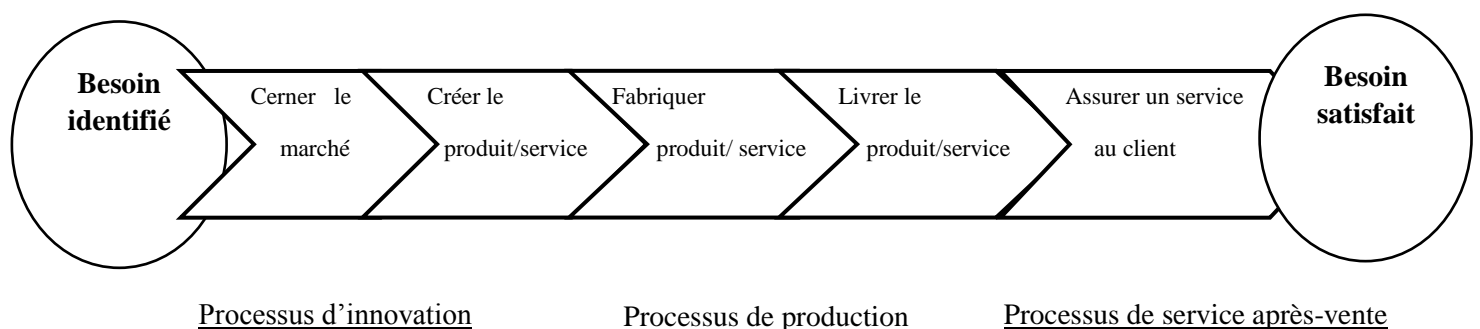 Besoin
identifié
Cerner le
marché
Créer le
produit/service
Fabriquer
produit/ service
Livrer le
produit/service
Assurer un service
au client
Besoin
satisfait
Processus d’innovation
Processus de production
Processus de service après-vente